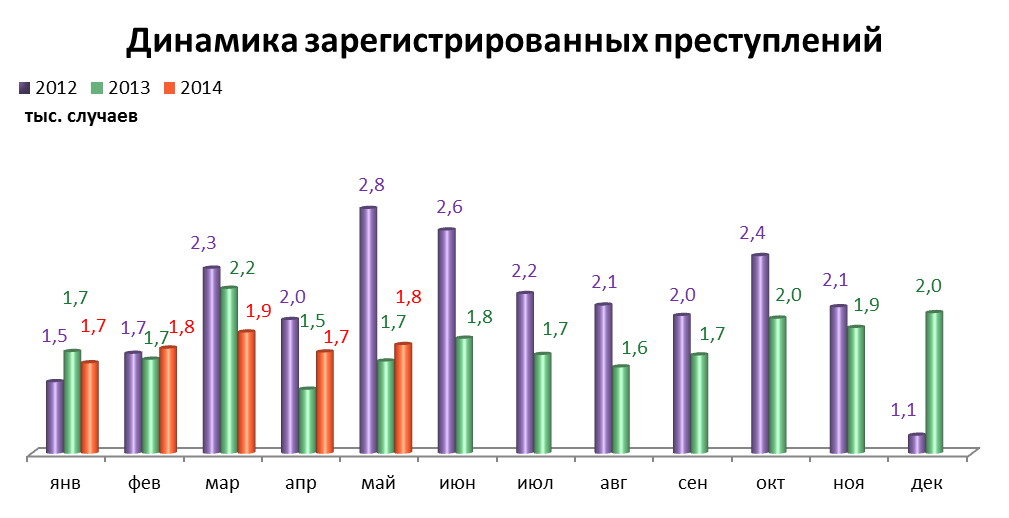 Динамика зарегистрированных преступлений
2012 2013 2014
тыс. случаев
1,5 1,7 1,7
1,7 1,7 1,8
2,3 2,2 1,9
2,0 1,5 1,7
2,8 1,7 1,8
2,6 1,8
2,2 1,7
2,1 1,6
2,0 1,7
2,4 2,0
2,1 1,9
1,1 2,0
янв фев мар апр май июн июл авг сен окт ноя дек